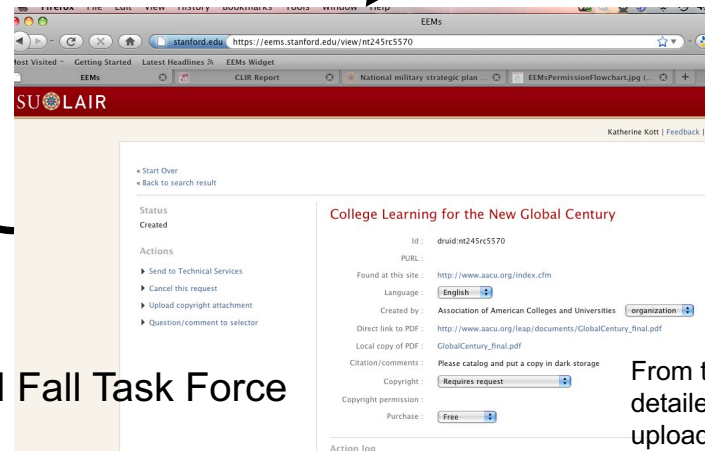 Firefox File Edit View History Bookmarks Tools Window Help
EEMs
stanford.edu https://eems.stanford.edu/view/nt245rc5570
Most Visited Getting Started Latest Headlines EEMs Widget
EEMs CLIR Report National military strategic plan ... EEMsPermissionFlowchart.jpg (...
SULAIR
Katherine Kott | Feedback |
« Start Over
« Back to search result
Status
Created
Actions
Send to Technical Services
Cancel this request
Upload copyright attachment
Question/comment to selector
College Learning for the New Global Century
Id : druid:nt245rc5570
PURL :
Found at this site : http://www.aacu.org/index.cfm
Language : English
Created by : Association of American Colleges and Universities organization
Direct link to PDF : http://www.aacu.org/leap/documents/GlobalCentury_final.pdf
Local copy of PDF : GlobalCentury_final.pdf
Citation/comments : Please catalog and put a copy in dark storage
Copyright : Requires request
Copyright permission :
Purchase : Free
Action log
Fall Task Force
From
detaile
upload